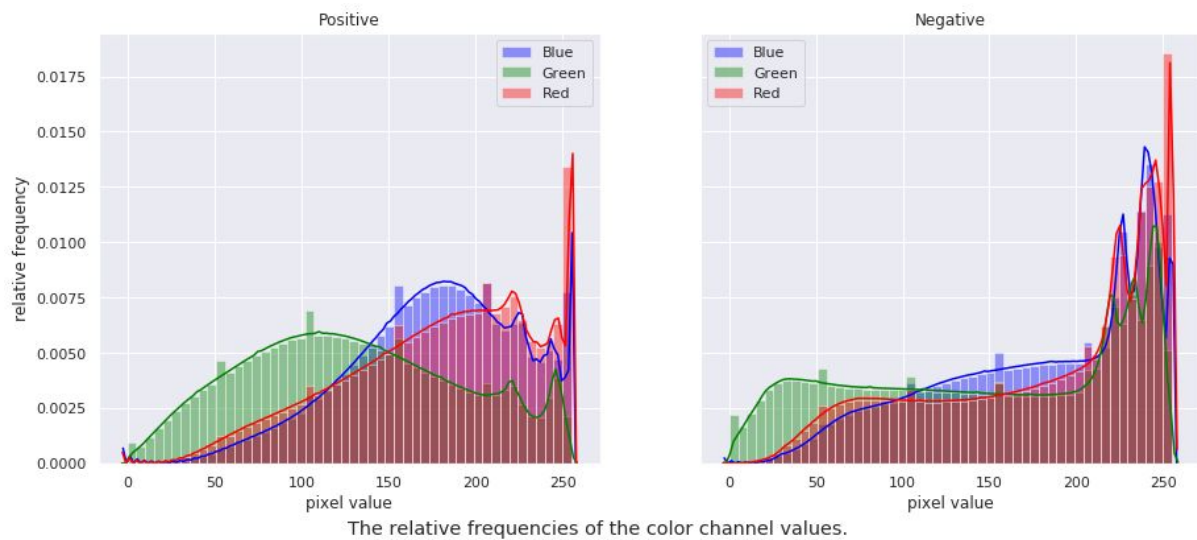 Positive
Negative
Blue
Green
Red
Blue
Green
Red
relative frequency
0.0175
0.0150
0.0125
0.0100
0.0075
0.0050
0.0025
0.0000
0 50 100 150 200 250
0 50 100 150 200 250
pixel value
pixel value
The relative frequencies of the color channel values.